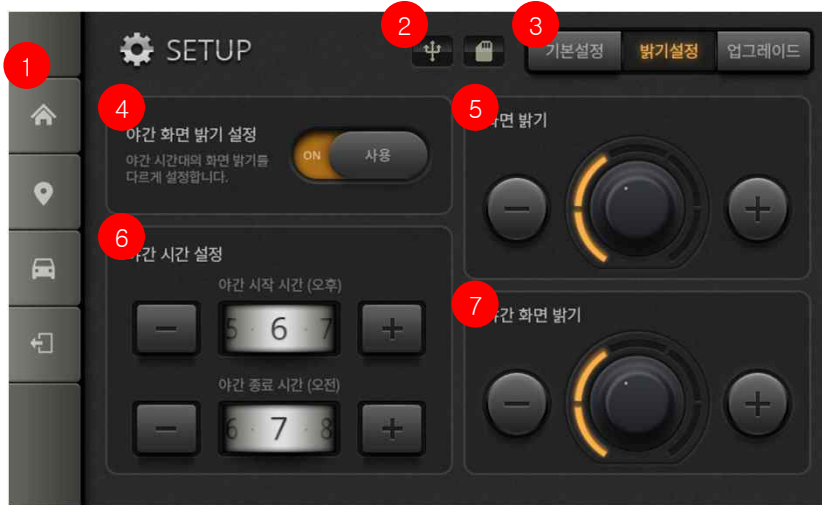 1
SETUP
2
3
기본설정
밝기설정
업그레이드
4
야간 화면 밝기 설정
야간 시간대의 화면 밝기를
다르게 설정합니다.
ON
사용
5
화면 밝기
6
야간 시간 설정
야간 시작 시간 (오후)
5 · 6 · 7
야간 종료 시간 (오전)
6 · 7 · 8
7
야간 화면 밝기